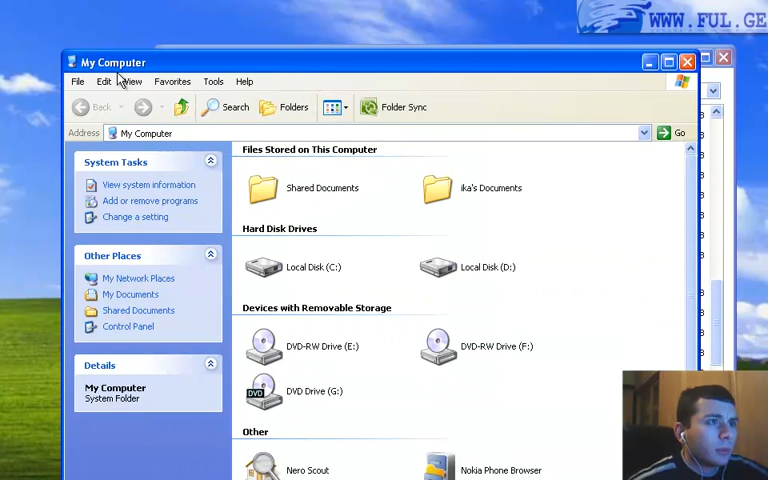 WWW.FUL.GE
My Computer
File Edit View Favorites Tools Help
Back Search Folders Folder Sync
Address My Computer Go
System Tasks
View system information
Add or remove programs
Change a setting
Other Places
My Network Places
My Documents
Shared Documents
Control Panel
Details
My Computer
System Folder
Files Stored on This Computer
Shared Documents ika's Documents
Hard Disk Drives
Local Disk (C:) Local Disk (D:)
Devices with Removable Storage
DVD-RW Drive (E:) DVD-RW Drive (F:)
DVD DVD Drive (G:)
Other
Nero Scout Nokia Phone Browser